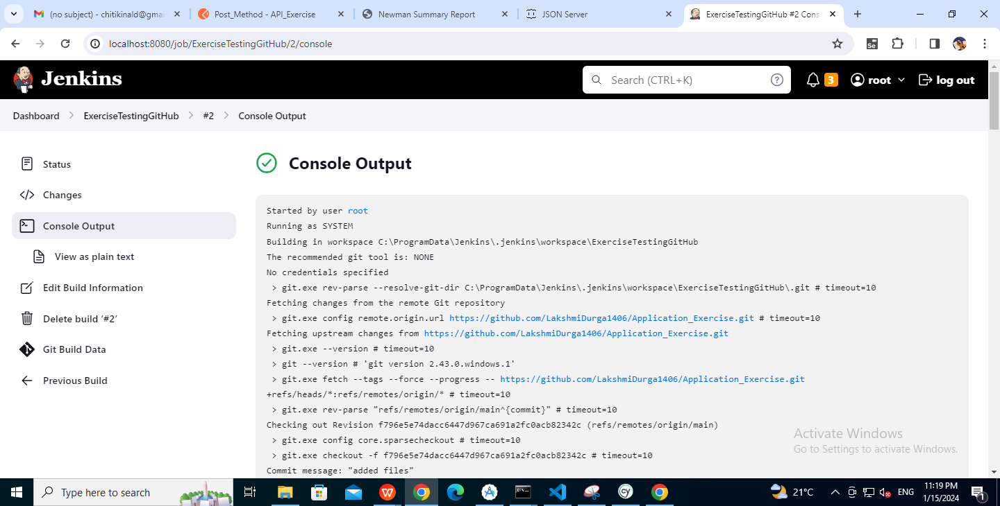 (no subject) - chitikinald@gmai
Post_Method - API_Exercise
Newman Summary Report
JSON Server
ExerciseTestingGitHub #2 Cons
localhost:8080/job/ExerciseTestingGitHub/2/console
Se
Jenkins
Search (CTRL+K)
?
3
root
log out
Dashboard
ExerciseTestingGitHub
#2
Console Output
Status
Changes
Console Output
View as plain text
Edit Build Information
Delete build ‘#2’
Git Build Data
Previous Build
Console Output
Started by user root
Running as SYSTEM
Building in workspace C:\ProgramData\Jenkins\.jenkins\workspace\ExerciseTestingGitHub
The recommended git tool is: NONE
No credentials specified
> git.exe rev-parse --resolve-git-dir C:\ProgramData\Jenkins\.jenkins\workspace\ExerciseTestingGitHub\.git # timeout=10
Fetching changes from the remote Git repository
> git.exe config remote.origin.url https://github.com/LakshmiDurga1406/Application_Exercise.git # timeout=10
Fetching upstream changes from https://github.com/LakshmiDurga1406/Application_Exercise.git
> git.exe --version # timeout=10
> git --version # 'git version 2.43.0.windows.1'
> git.exe fetch --tags --force --progress -- https://github.com/LakshmiDurga1406/Application_Exercise.git
+refs/heads/*:refs/remotes/origin/* # timeout=10
> git.exe rev-parse "refs/remotes/origin/main^{commit}" # timeout=10
Checking out Revision f796e5e74dacc6447d967ca691a2fc0acb82342c (refs/remotes/origin/main)
> git.exe config core.sparsecheckout # timeout=10
> git.exe checkout -f f796e5e74dacc6447d967ca691a2fc0acb82342c # timeout=10
Commit message: "added files"
Activate Windows
Go to Settings to activate Windows.
Type here to search
W
cy
21°C
ENG
11:19 PM
1/15/2024
1